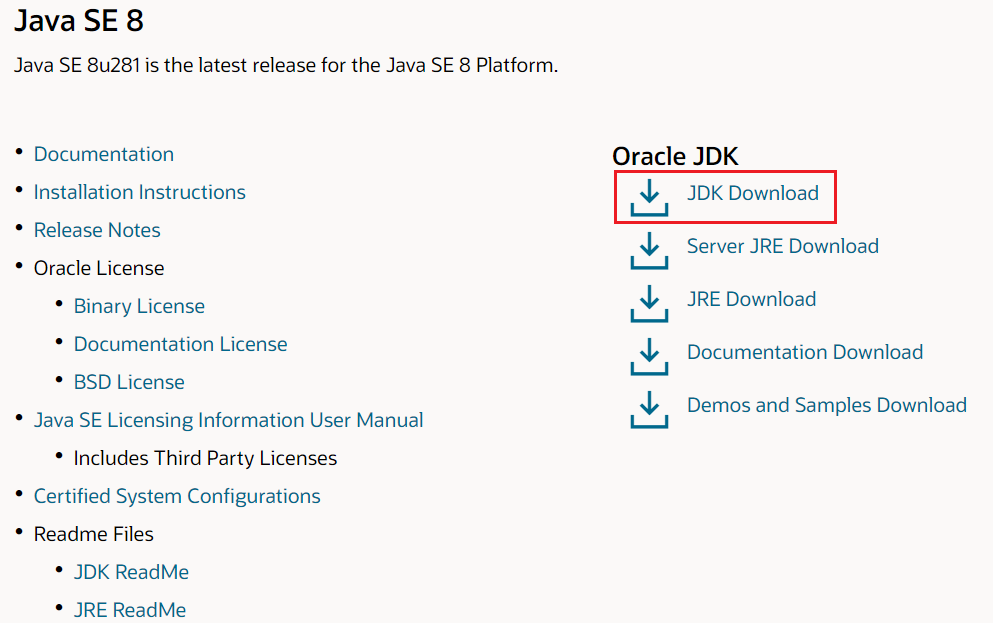 Java SE 8
Java SE 8u281 is the latest release for the Java SE 8 Platform.
• Documentation
• Installation Instructions
• Release Notes
• Oracle License
• Binary License
• Documentation License
• BSD License
• Java SE Licensing Information User Manual
• Includes Third Party Licenses
• Certified System Configurations
• Readme Files
• JDK ReadMe
• JRE ReadMe
Oracle JDK
JDK Download
Server JRE Download
JRE Download
Documentation Download
Demos and Samples Download